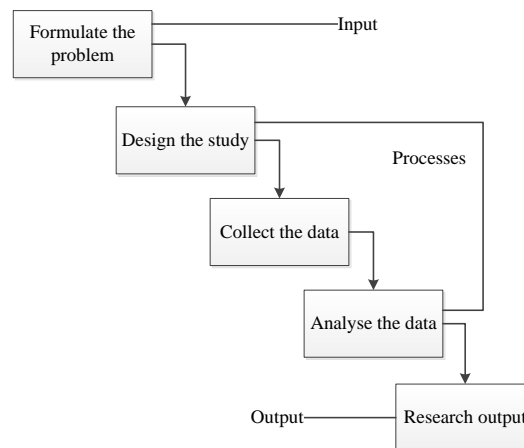 Formulate the
problem
Input
Design the study
Processes
Collect the data
Analyse the data
Output
Research output